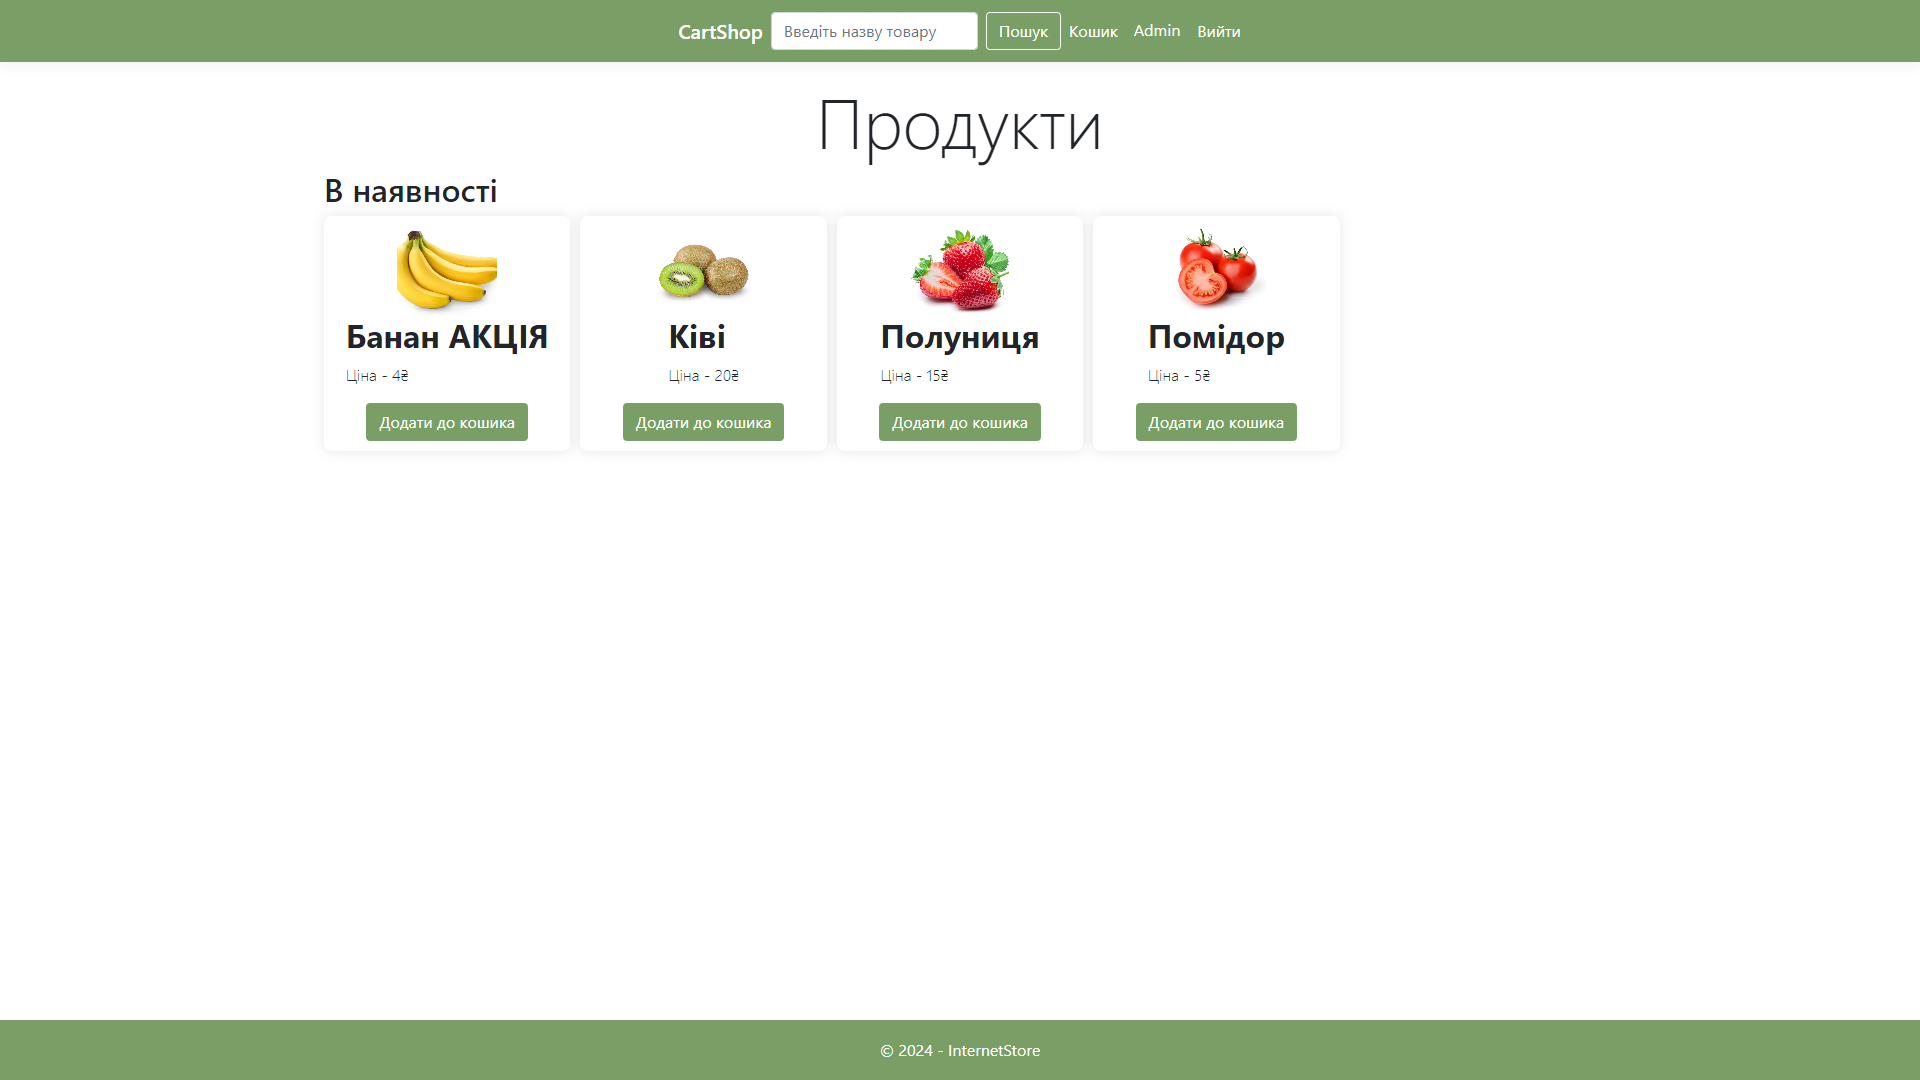 CartShop Введіть назву товару Пошук Кошик Admin Вийти
Продукти
В наявності
Банан АКЦІЯ
Ціна - 4₴
Додати до кошика
Ківі
Ціна - 20₴
Додати до кошика
Полуниця
Ціна - 15₴
Додати до кошика
Помідор
Ціна - 5₴
Додати до кошика
© 2024 - InternetStore